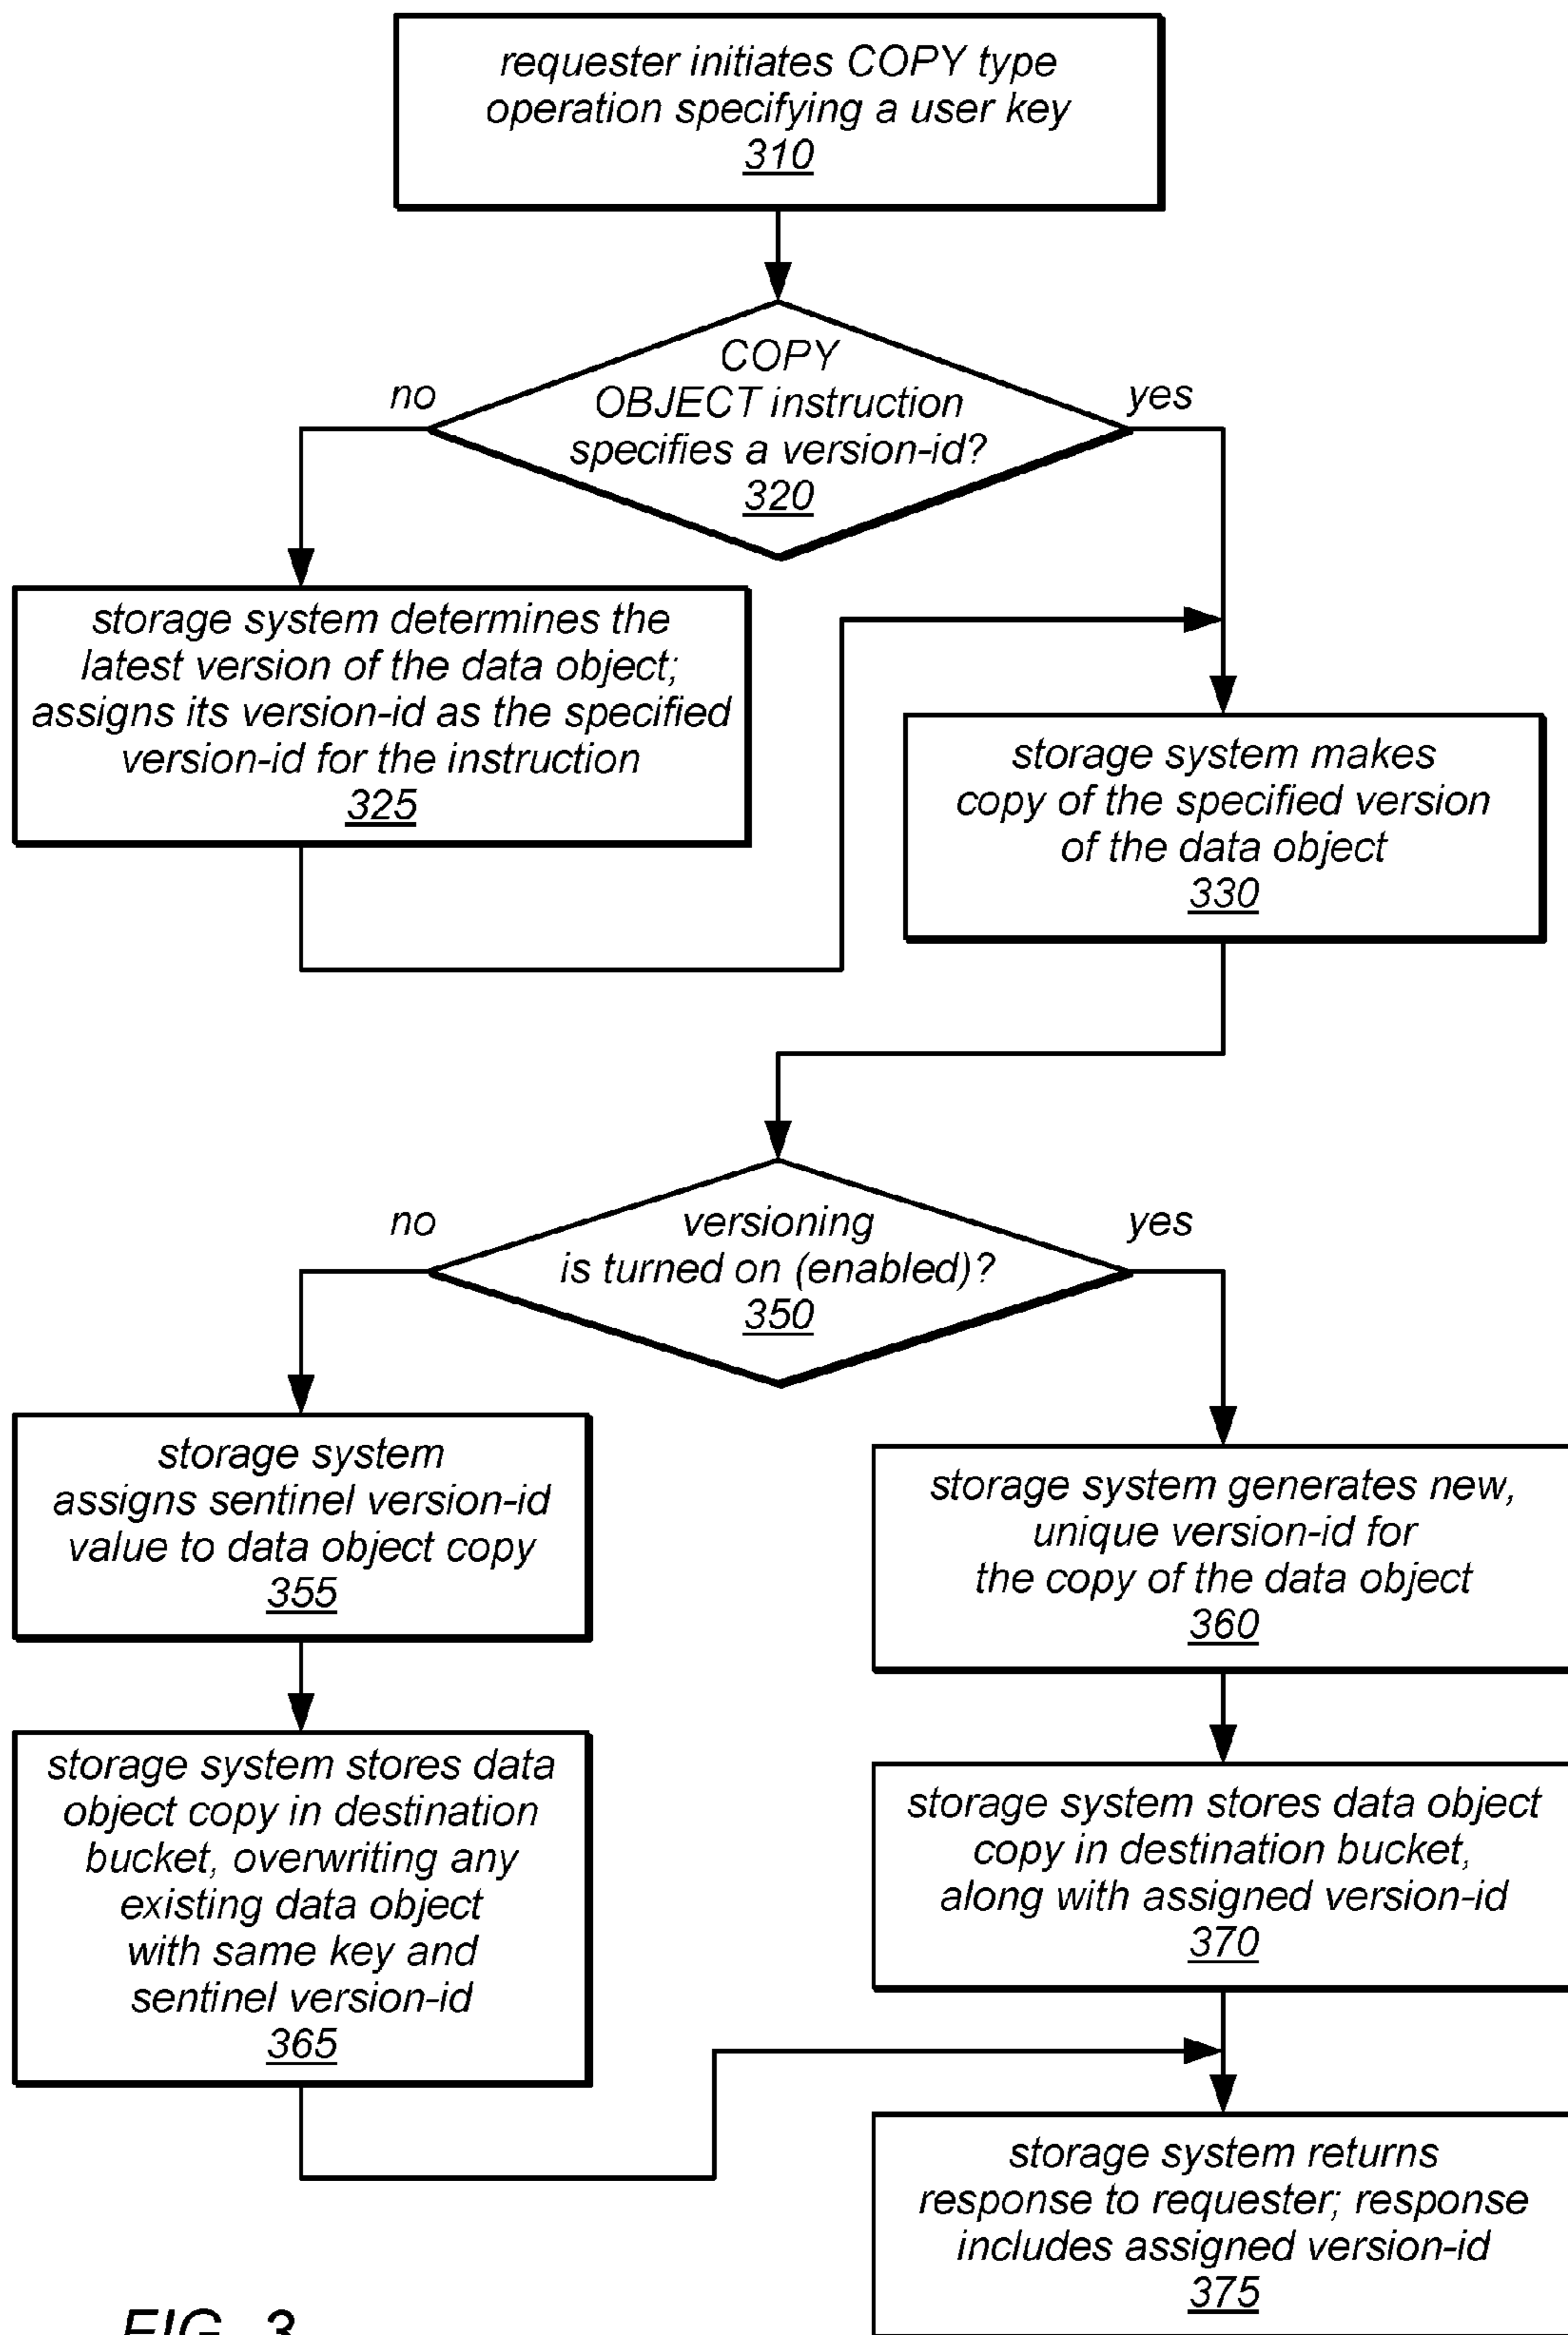 requester initiates COPY type
operation specifying a user key
310
COPY
OBJECT instruction
specifies a version-id?
320
no
yes
storage system determines the
latest version of the data object;
assigns its version-id as the specified
version-id for the instruction
325
storage system makes
copy of the specified version
of the data object
330
versioning
is turned on (enabled)?
350
no
yes
storage system
assigns sentinel version-id
value to data object copy
355
storage system generates new,
unique version-id for
the copy of the data object
360
storage system stores data
object copy in destination
bucket, overwriting any
existing data object
with same key and
sentinel version-id
365
storage system stores data object
copy in destination bucket,
along with assigned version-id
370
storage system returns
response to requester; response
includes assigned version-id
375
FIG. 3